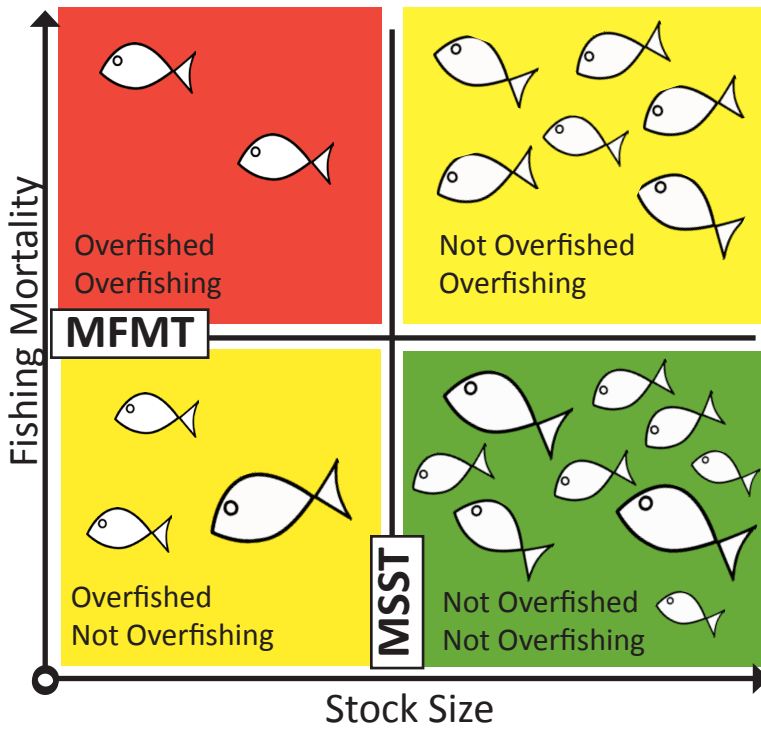 Overfished
Overfishing
Not Overfished
Overfishing
Fishing Mortality
MFMT
Overfished
Not Overfishing
MSST
Not Overfished
Not Overfishing
Stock Size